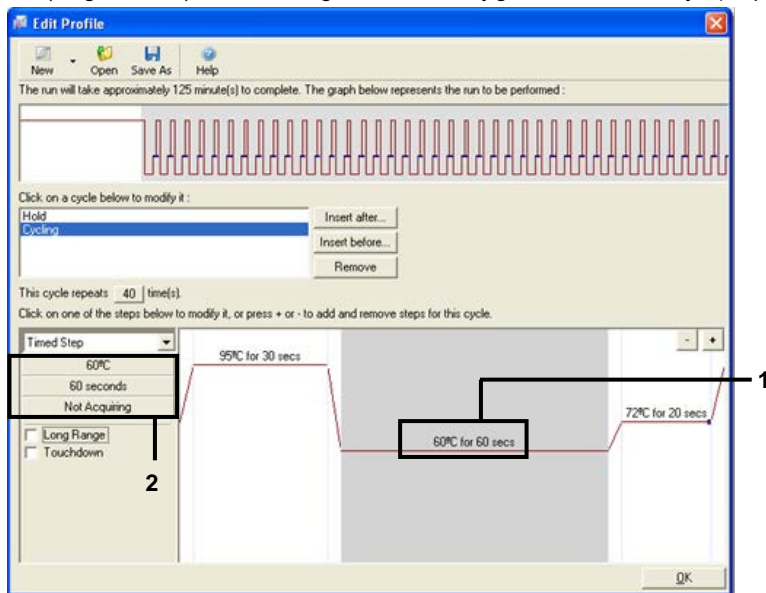 Edit Profile
New Open Save As Help
The run will take approximately 125 minute(s) to complete. The graph below represents the run to be performed :
Click on a cycle below to modify it :
Hold
Cycling
Insert after...
Insert before...
Remove
This cycle repeats 40 time(s).
Click on one of the steps below to modify it, or press + or - to add and remove steps for this cycle.
Timed Step
- +
60ºC
60 seconds
Not Acquiring
Long Range
Touchdown
2
95ºC for 30 secs
60ºC for 60 secs
72ºC for 20 secs
1
OK